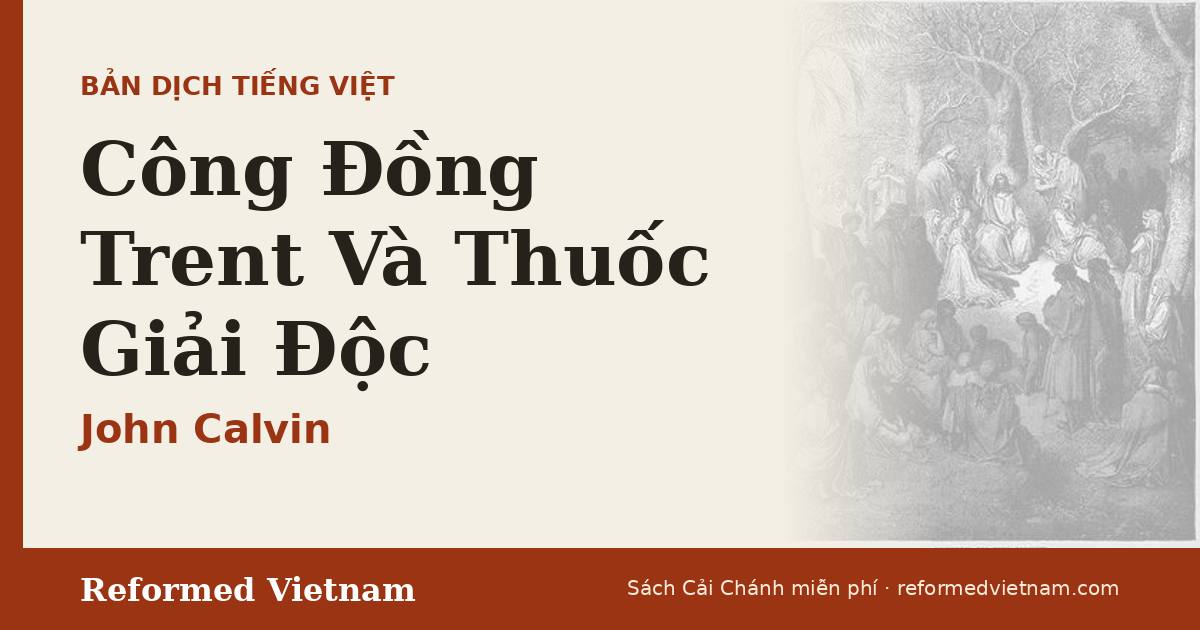 BẢN DỊCH TIẾNG VIỆT
Công Đồng
Trent Và Thuốc
Giải Độc
John Calvin
Reformed Vietnam
Sách Cải Chánh miễn phí · reformedvietnam.com